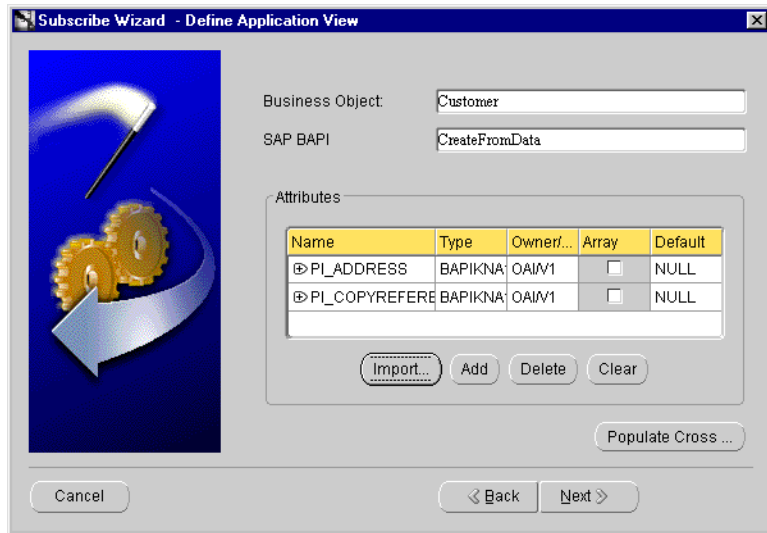 Subscribe Wizard - Define Application View
Business Object: Customer
SAP BAPI CreateFromData
Attributes
Name Type Owner/... Array Default
PI_ADDRESS BAPIKNA OAI/V1 NULL
PI_COPYREFERE BAPIKNA OAI/V1 NULL
Import... Add Delete Clear
Populate Cross ...
Cancel Back Next